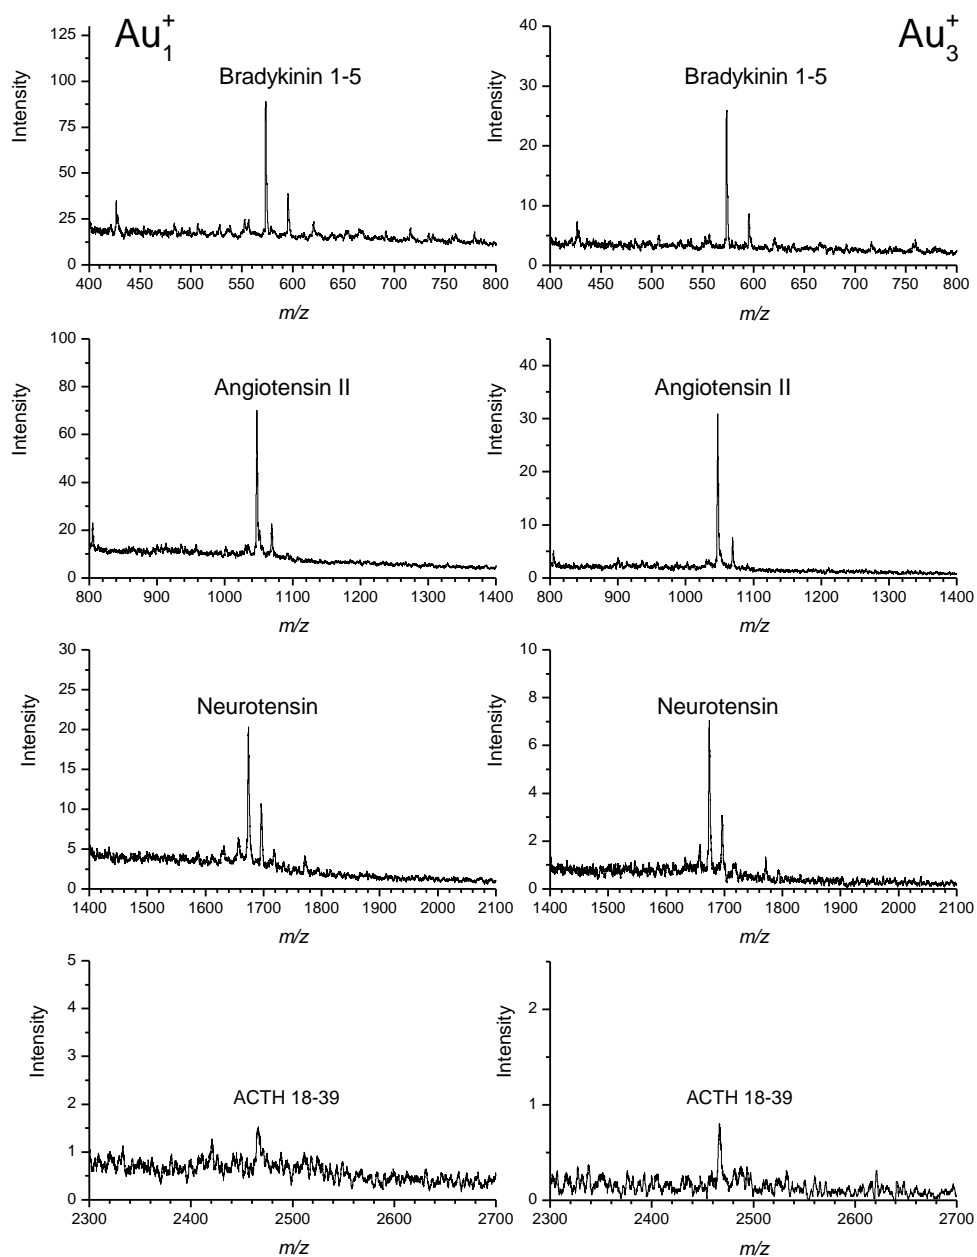 Au1+
Au3+
125
100
75
50
25
0
Intensity
Bradykinin 1-5
400 450 500 550 600 650 700 750 800
m/z
40
30
20
10
0
Intensity
Bradykinin 1-5
400 450 500 550 600 650 700 750 800
m/z
100
80
60
40
20
0
Intensity
Angiotensin II
800 900 1000 1100 1200 1300 1400
m/z
40
30
20
10
0
Intensity
Angiotensin II
800 900 1000 1100 1200 1300 1400
m/z
30
25
20
15
10
5
0
Intensity
Neurotensin
1400 1500 1600 1700 1800 1900 2000 2100
m/z
10
8
6
4
2
0
Intensity
Neurotensin
1400 1500 1600 1700 1800 1900 2000 2100
m/z
5
4
3
2
1
0
Intensity
ACTH 18-39
2300 2400 2500 2600 2700
m/z
2
1
0
Intensity
ACTH 18-39
2300 2400 2500 2600 2700
m/z